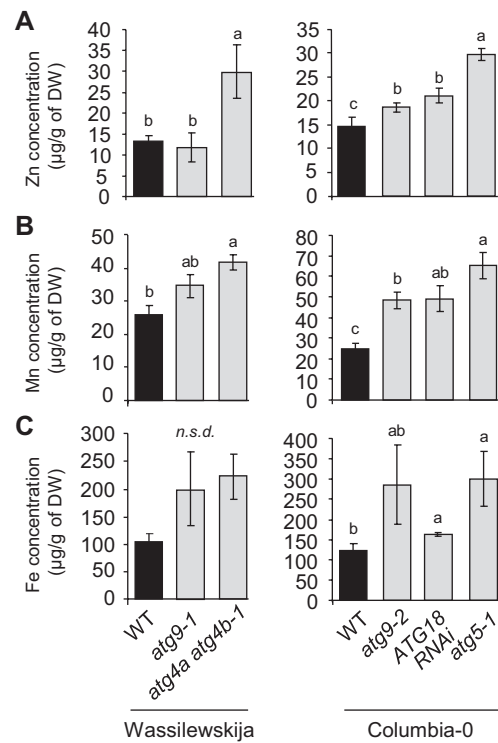 A
Zn concentration
(µg/g of DW)
40
35
30
25
20
15
10
5
0
b
b
a
35
30
25
20
15
10
5
0
c
b
b
a
B
Mn concentration
(µg/g of DW)
50
40
30
20
10
0
b
ab
a
80
70
60
50
40
30
20
10
0
c
b
ab
a
C
Fe concentration
(µg/g of DW)
300
250
200
150
100
50
0
n.s.d.
400
350
300
250
200
150
100
50
0
b
ab
a
a
WT
atg9-1
atg4a atg4b-1
WT
atg9-2
ATG18
RNAi
atg5-1
Wassilewskija
Columbia-0